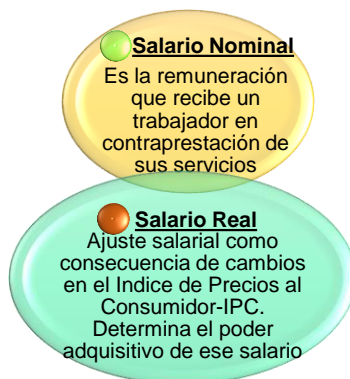 Salario Nominal
Es la remuneración
que recibe un
trabajador en
contraprestación de
sus servicios
Salario Real
Ajuste salarial como
consecuencia de cambios
en el Indice de Precios al
Consumidor-IPC.
Determina el poder
adquisitivo de ese salario